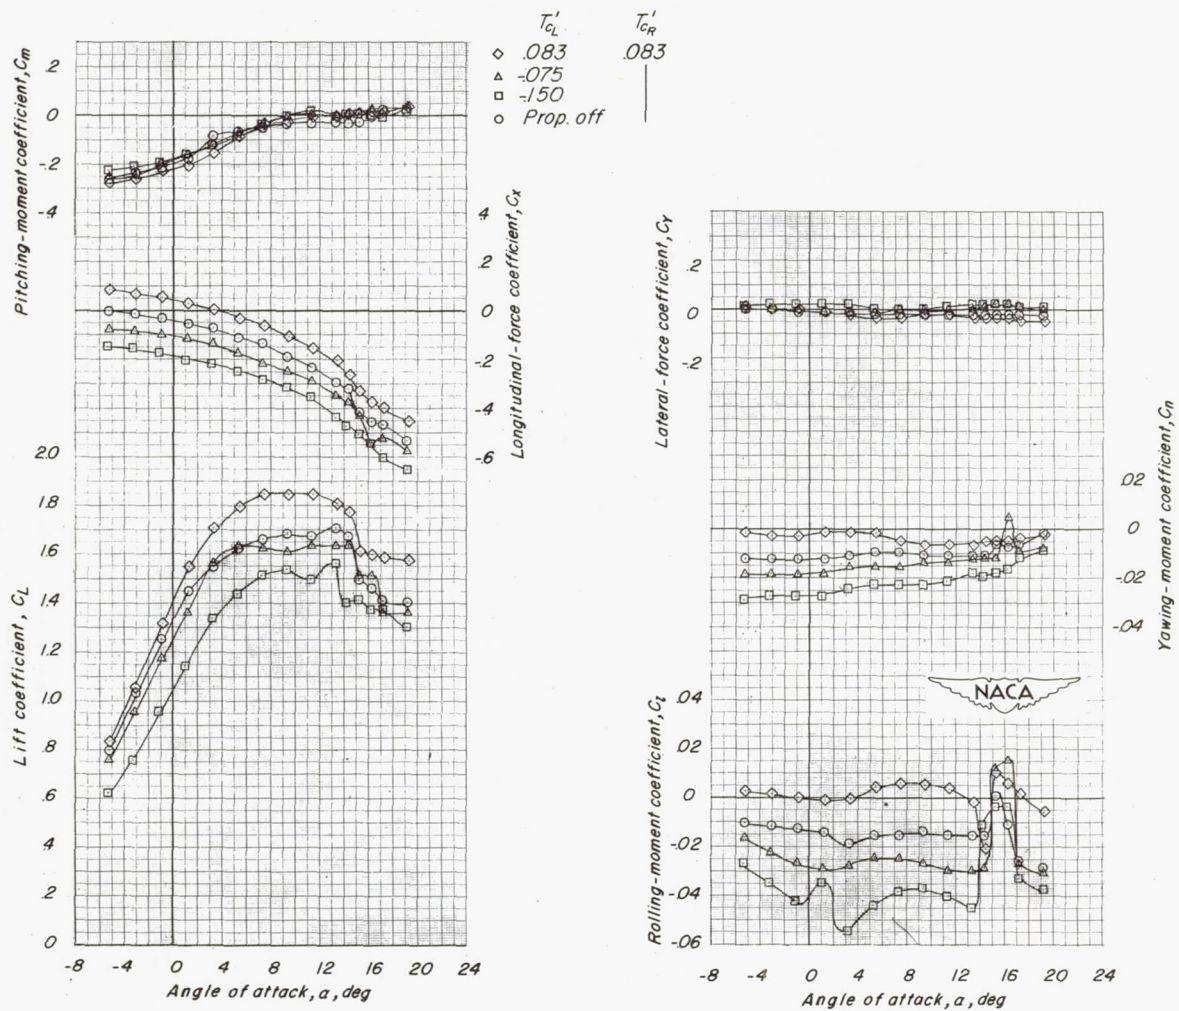 T'cL T'cR
◇ .083 .083
△ -.075
□ -.150
○ Prop. off
Pitching-moment coefficient, Cm
.2
0
-.2
-.4
Longitudinal-force coefficient, Cx
.4
.2
0
-.2
-.4
-.6
Lift coefficient, CL
2.0
1.8
1.6
1.4
1.2
1.0
.8
.6
.4
.2
0
-8 -4 0 4 8 12 16 20 24
Angle of attack, α, deg
Lateral-force coefficient, CY
.2
0
-.2
Yawing-moment coefficient, Cn
.02
0
-.02
-.04
NACA
Rolling-moment coefficient, Cl
.04
.02
0
-.02
-.04
-.06
-8 -4 0 4 8 12 16 20 24
Angle of attack, α, deg